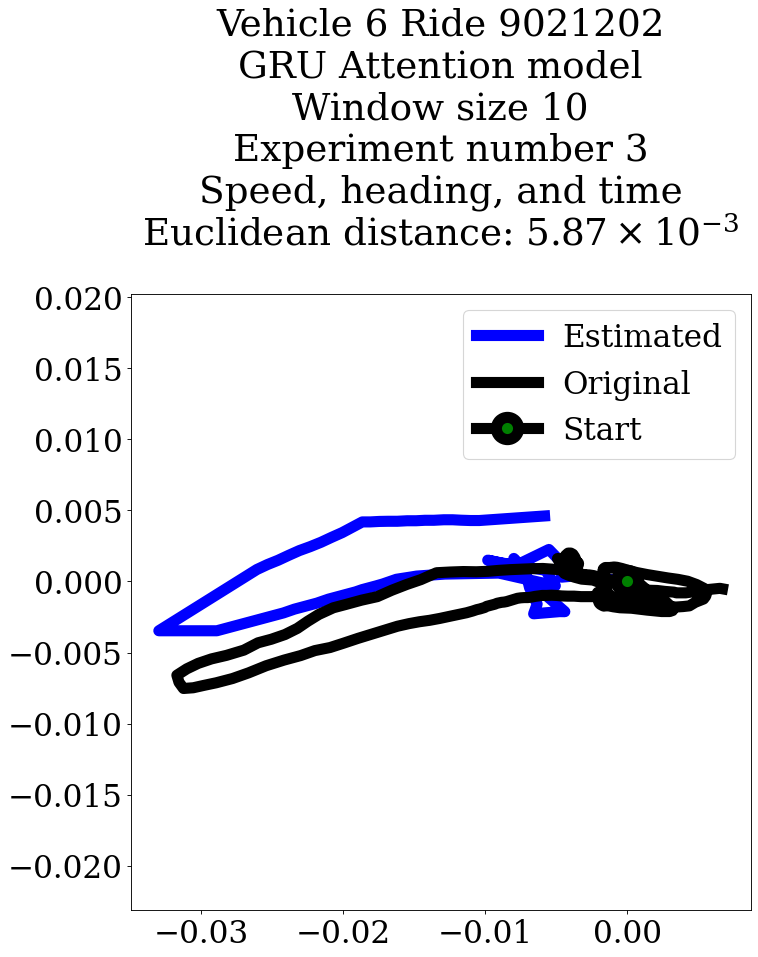 Vehicle 6 Ride 9021202
GRU Attention model
Window size 10
Experiment number 3
Speed, heading, and time
Euclidean distance: 5.87 × 10⁻³
0.020
0.015
0.010
0.005
0.000
−0.005
−0.010
−0.015
−0.020
Estimated
Original
Start
−0.03 −0.02 −0.01 0.00